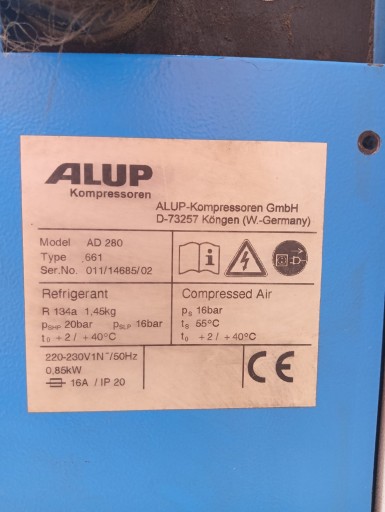 ALUP
Kompressoren
ALUP-Kompressoren GmbH
D-73257 Köngen (W.-Germany)
Model AD 280
Type 661
Ser.No. 011/14685/02
i
Refrigerant
R 134a 1,45kg
pSHP 20bar pSLP 16bar
t₀ +2/ +40°C
Compressed Air
pS 16bar
tS 55°C
t₀ +2/ +40°C
220-230V1N~/50Hz
0,85kW
16A / IP 20
CE